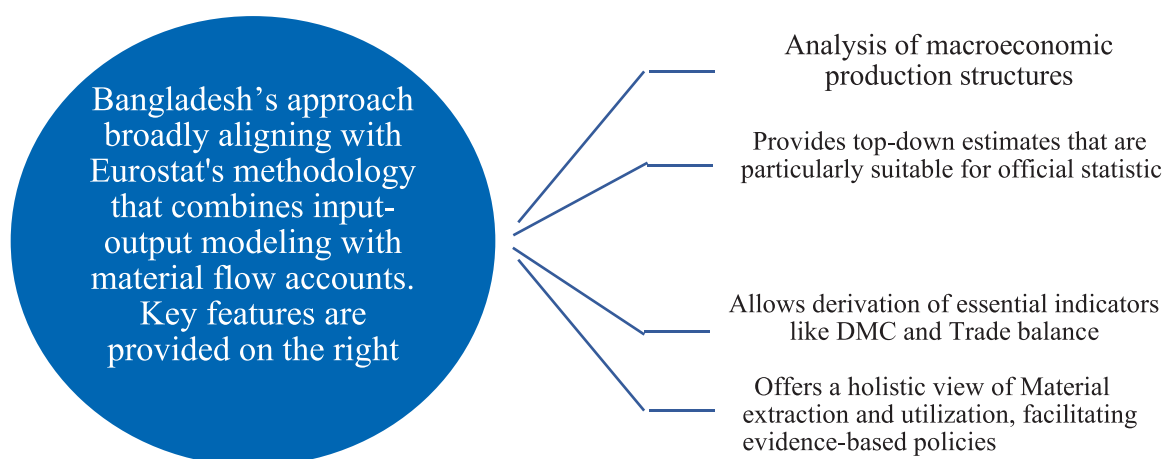 Bangladesh’s approach
broadly aligning with
Eurostat's methodology
that combines input-
output modeling with
material flow accounts.
Key features are
provided on the right
Analysis of macroeconomic
production structures
Provides top-down estimates that are
particularly suitable for official statistic
Allows derivation of essential indicators
like DMC and Trade balance
Offers a holistic view of Material
extraction and utilization, facilitating
evidence-based policies